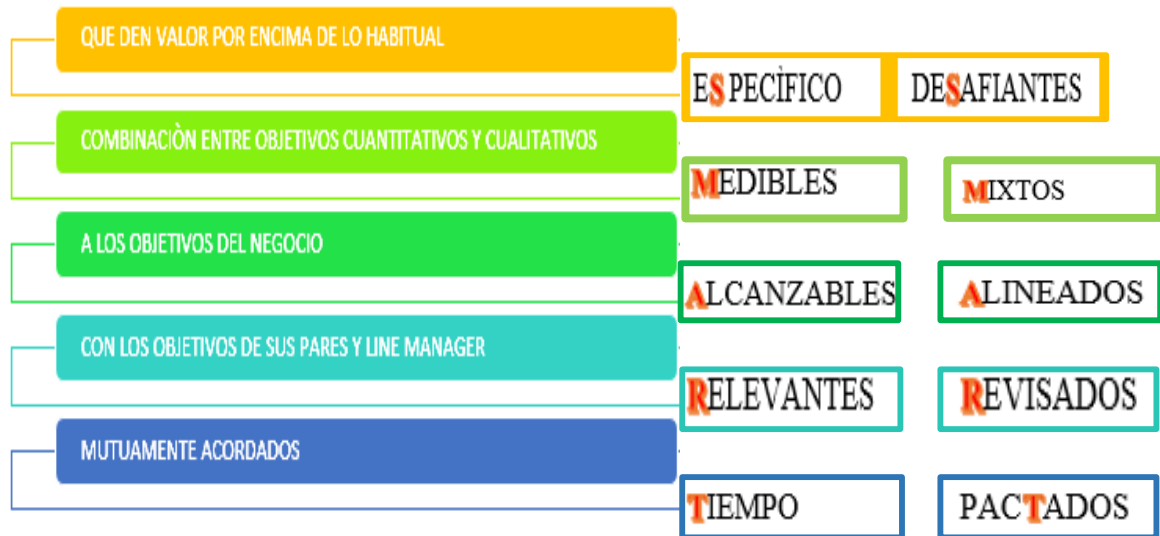 QUE DEN VALOR POR ENCIMA DE LO HABITUAL
ESPECÌFICO DESAFIANTES
COMBINACIÒN ENTRE OBJETIVOS CUANTITATIVOS Y CUALITATIVOS
MEDIBLES MIXTOS
A LOS OBJETIVOS DEL NEGOCIO
ALCANZABLES ALINEADOS
CON LOS OBJETIVOS DE SUS PARES Y LINE MANAGER
RELEVANTES REVISADOS
MUTUAMENTE ACORDADOS
TIEMPO PACTADOS